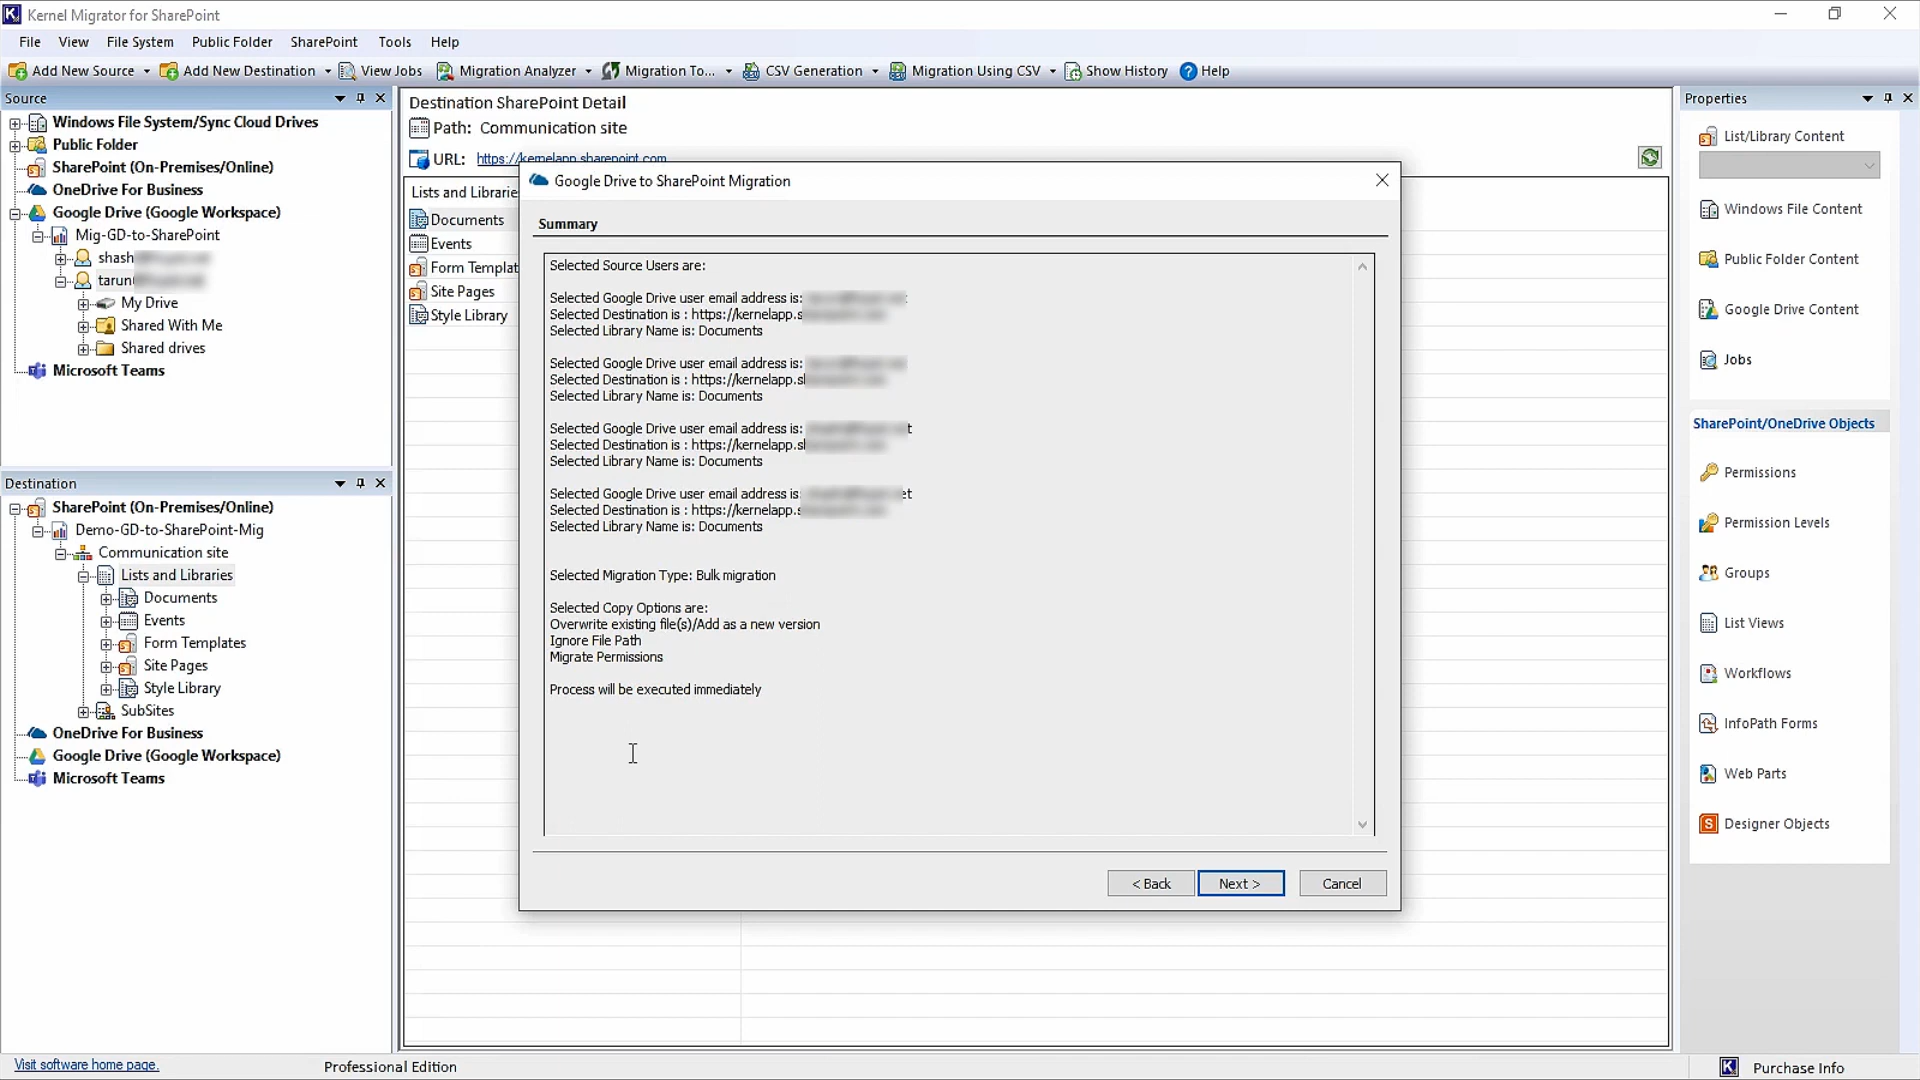 Kernel Migrator for SharePoint
File View File System Public Folder SharePoint Tools Help
Add New Source Add New Destination View Jobs Migration Analyzer Migration To... CSV Generation Migration Using CSV Show History Help
Source
Windows File System/Sync Cloud Drives
Public Folder
SharePoint (On-Premises/Online)
OneDrive For Business
Google Drive (Google Workspace)
Mig-GD-to-SharePoint
shash
tarun
My Drive
Shared With Me
Shared drives
Microsoft Teams
Destination
SharePoint (On-Premises/Online)
Demo-GD-to-SharePoint-Mig
Communication site
Lists and Libraries
Documents
Events
Form Templates
Site Pages
Style Library
SubSites
OneDrive For Business
Google Drive (Google Workspace)
Microsoft Teams
Destination SharePoint Detail
Path: Communication site
URL: https://kernelapp.sharepoint.com
Lists and Librarie
Documents
Events
Form Templat
Site Pages
Style Library
Google Drive to SharePoint Migration
Summary
Selected Source Users are:
Selected Google Drive user email address is:
Selected Destination is : https://kernelapp.s
Selected Library Name is: Documents
Selected Google Drive user email address is:
Selected Destination is : https://kernelapp.s
Selected Library Name is: Documents
Selected Google Drive user email address is:
Selected Destination is : https://kernelapp.s
Selected Library Name is: Documents
Selected Google Drive user email address is:
Selected Destination is : https://kernelapp.s
Selected Library Name is: Documents
Selected Migration Type: Bulk migration
Selected Copy Options are:
Overwrite existing file(s)/Add as a new version
Ignore File Path
Migrate Permissions
Process will be executed immediately
< Back Next > Cancel
Properties
List/Library Content
Windows File Content
Public Folder Content
Google Drive Content
Jobs
SharePoint/OneDrive Objects
Permissions
Permission Levels
Groups
List Views
Workflows
InfoPath Forms
Web Parts
Designer Objects
Visit software home page.
Professional Edition
Purchase Info